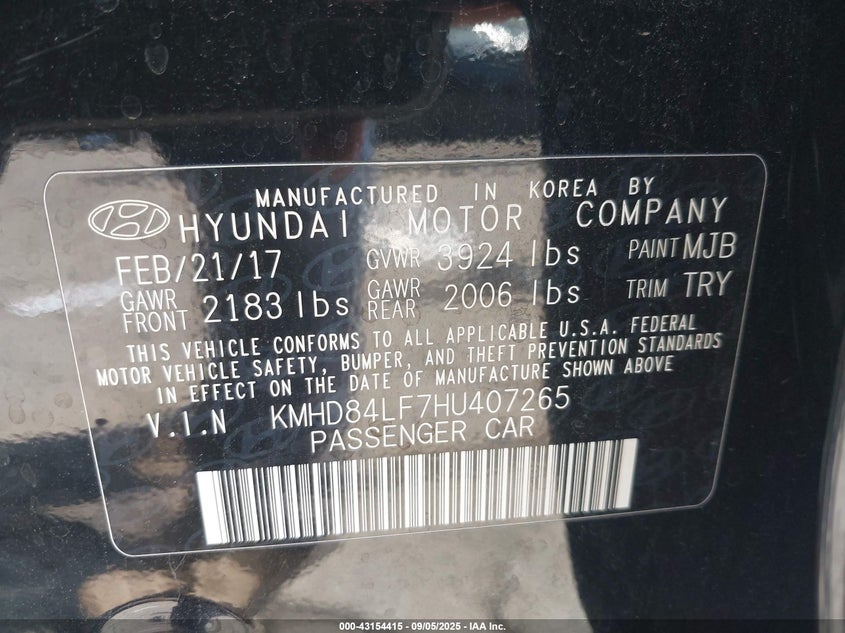 MANUFACTURED IN KOREA BY
HYUNDAI MOTOR COMPANY
FEB/21/17 GVWR 3924 lbs PAINT MJB
GAWR FRONT 2183 lbs GAWR REAR 2006 lbs TRIM TRY
THIS VEHICLE CONFORMS TO ALL APPLICABLE U.S.A. FEDERAL
MOTOR VEHICLE SAFETY, BUMPER, AND THEFT PREVENTION STANDARDS
IN EFFECT ON THE DATE OF MANUFACTURE SHOWN ABOVE
V.I.N KMHD84LF7HU407265
PASSENGER CAR
000-43154415 - 09/05/2025 - IAA Inc.